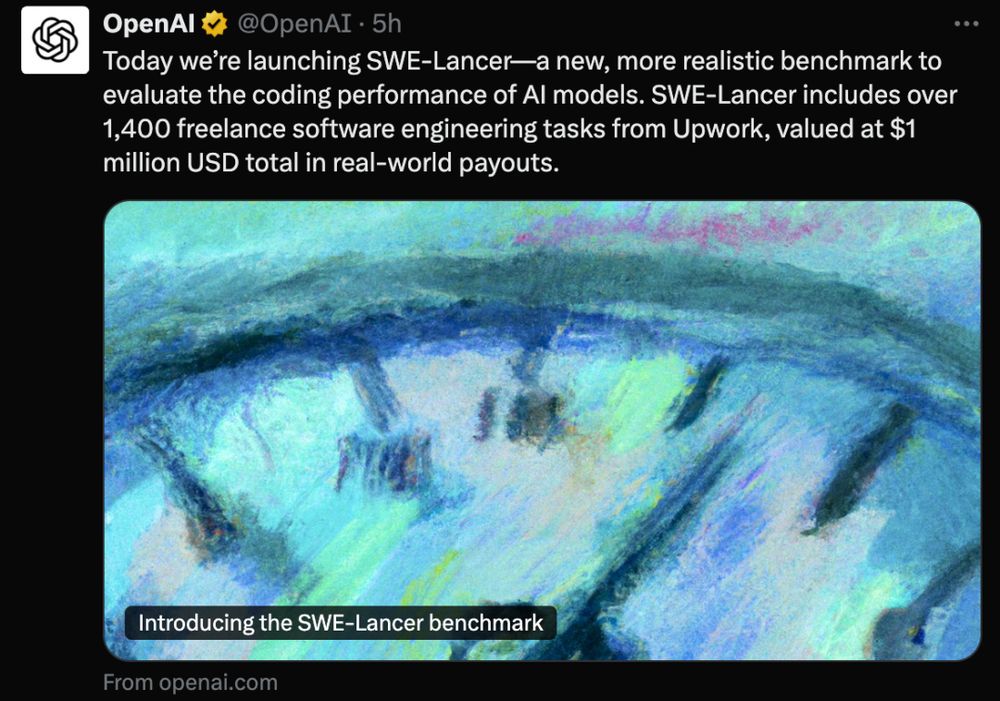 OpenAI @OpenAI · 5h
Today we’re launching SWE-Lancer—a new, more realistic benchmark to
evaluate the coding performance of AI models. SWE-Lancer includes over
1,400 freelance software engineering tasks from Upwork, valued at $1
million USD total in real-world payouts.
Introducing the SWE-Lancer benchmark
From openai.com